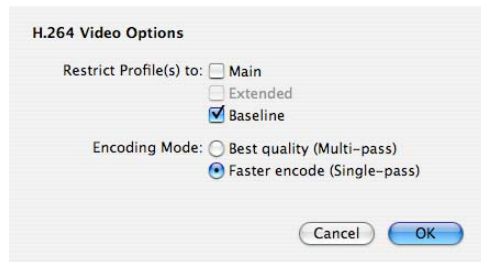 H.264 Video Options
Restrict Profile(s) to: Main
Extended
Baseline
Encoding Mode: Best quality (Multi-pass)
Faster encode (Single-pass)
Cancel OK